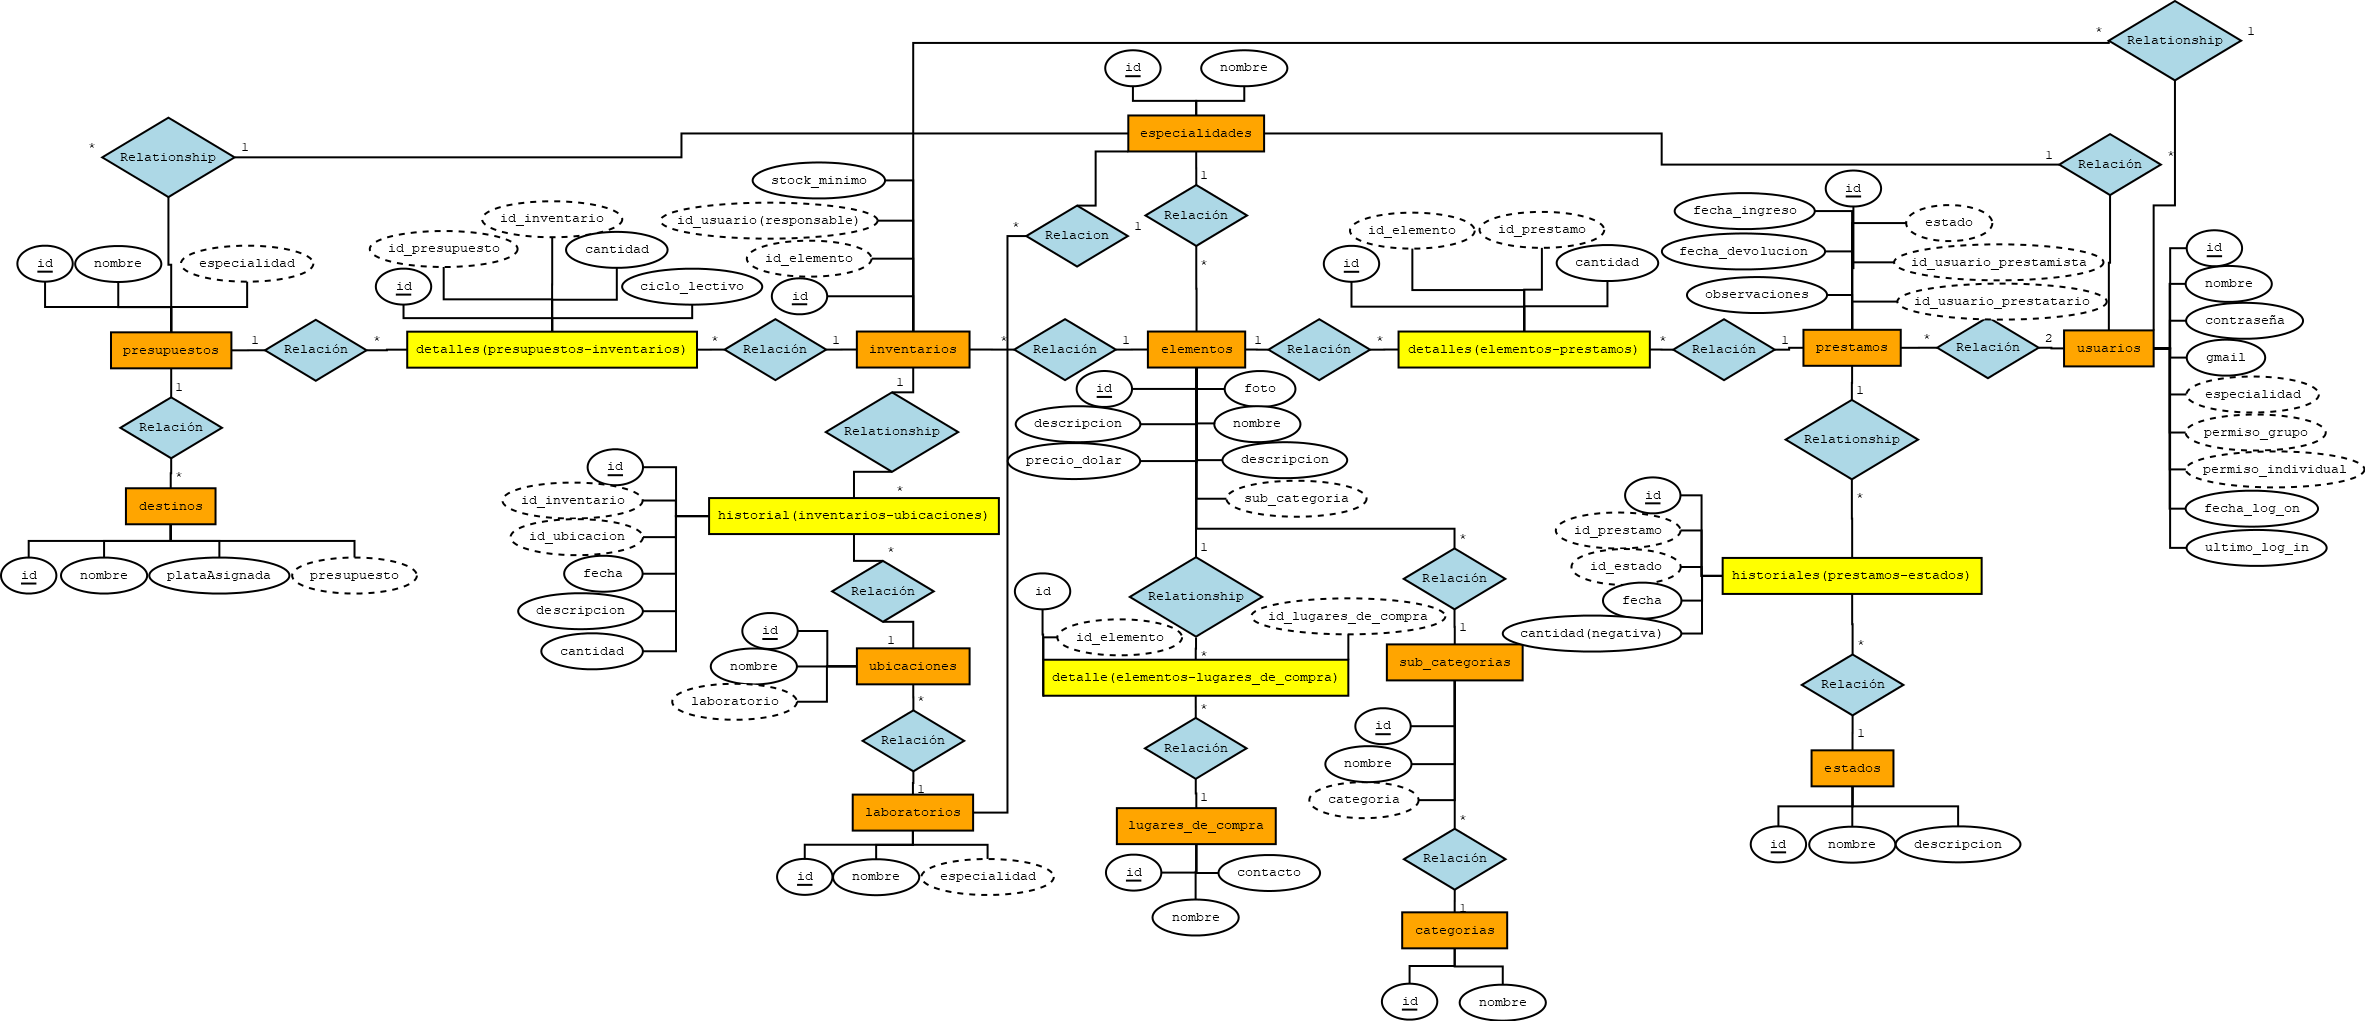 *
Relationship
1
id
nombre
especialidades
*
Relationship
1
1
Relación
*
stock_minimo
1
Relación
id
id_inventario
id_usuario(responsable)
*
Relacion
1
fecha_ingreso
estado
id_presupuesto
cantidad
id_elemento
id_elemento
id_prestamo
fecha_devolucion
id_usuario_prestamista
id
nombre
especialidad
id
ciclo_lectivo
id
*
id
cantidad
observaciones
id_usuario_prestatario
id
nombre
contraseña
gmail
especialidad
permiso_grupo
permiso_individual
fecha_log_on
ultimo_log_in
presupuestos
1
Relación
*
detalles(presupuestos-inventarios)
*
Relación
1
inventarios
*
Relación
1
elementos
1
Relación
*
detalles(elementos-prestamos)
*
Relación
1
prestamos
*
Relación
2
usuarios
1
Relación
*
destinos
id
nombre
plataAsignada
presupuesto
1
Relationship
*
id
foto
descripcion
nombre
precio_dolar
descripcion
sub_categoria
1
Relationship
*
id
id_inventario
id_ubicacion
fecha
descripcion
cantidad
historial(inventarios-ubicaciones)
*
Relación
1
id
nombre
laboratorio
ubicaciones
*
Relación
1
laboratorios
id
nombre
especialidad
1
Relationship
*
id
id_elemento
id_lugares_de_compra
detalle(elementos-lugares_de_compra)
*
Relación
1
lugares_de_compra
id
contacto
nombre
*
Relación
1
sub_categorias
id
nombre
categoria
*
Relación
1
categorias
id
nombre
id
id_prestamo
id_estado
fecha
cantidad(negativa)
historiales(prestamos-estados)
*
Relación
1
estados
id
nombre
descripcion